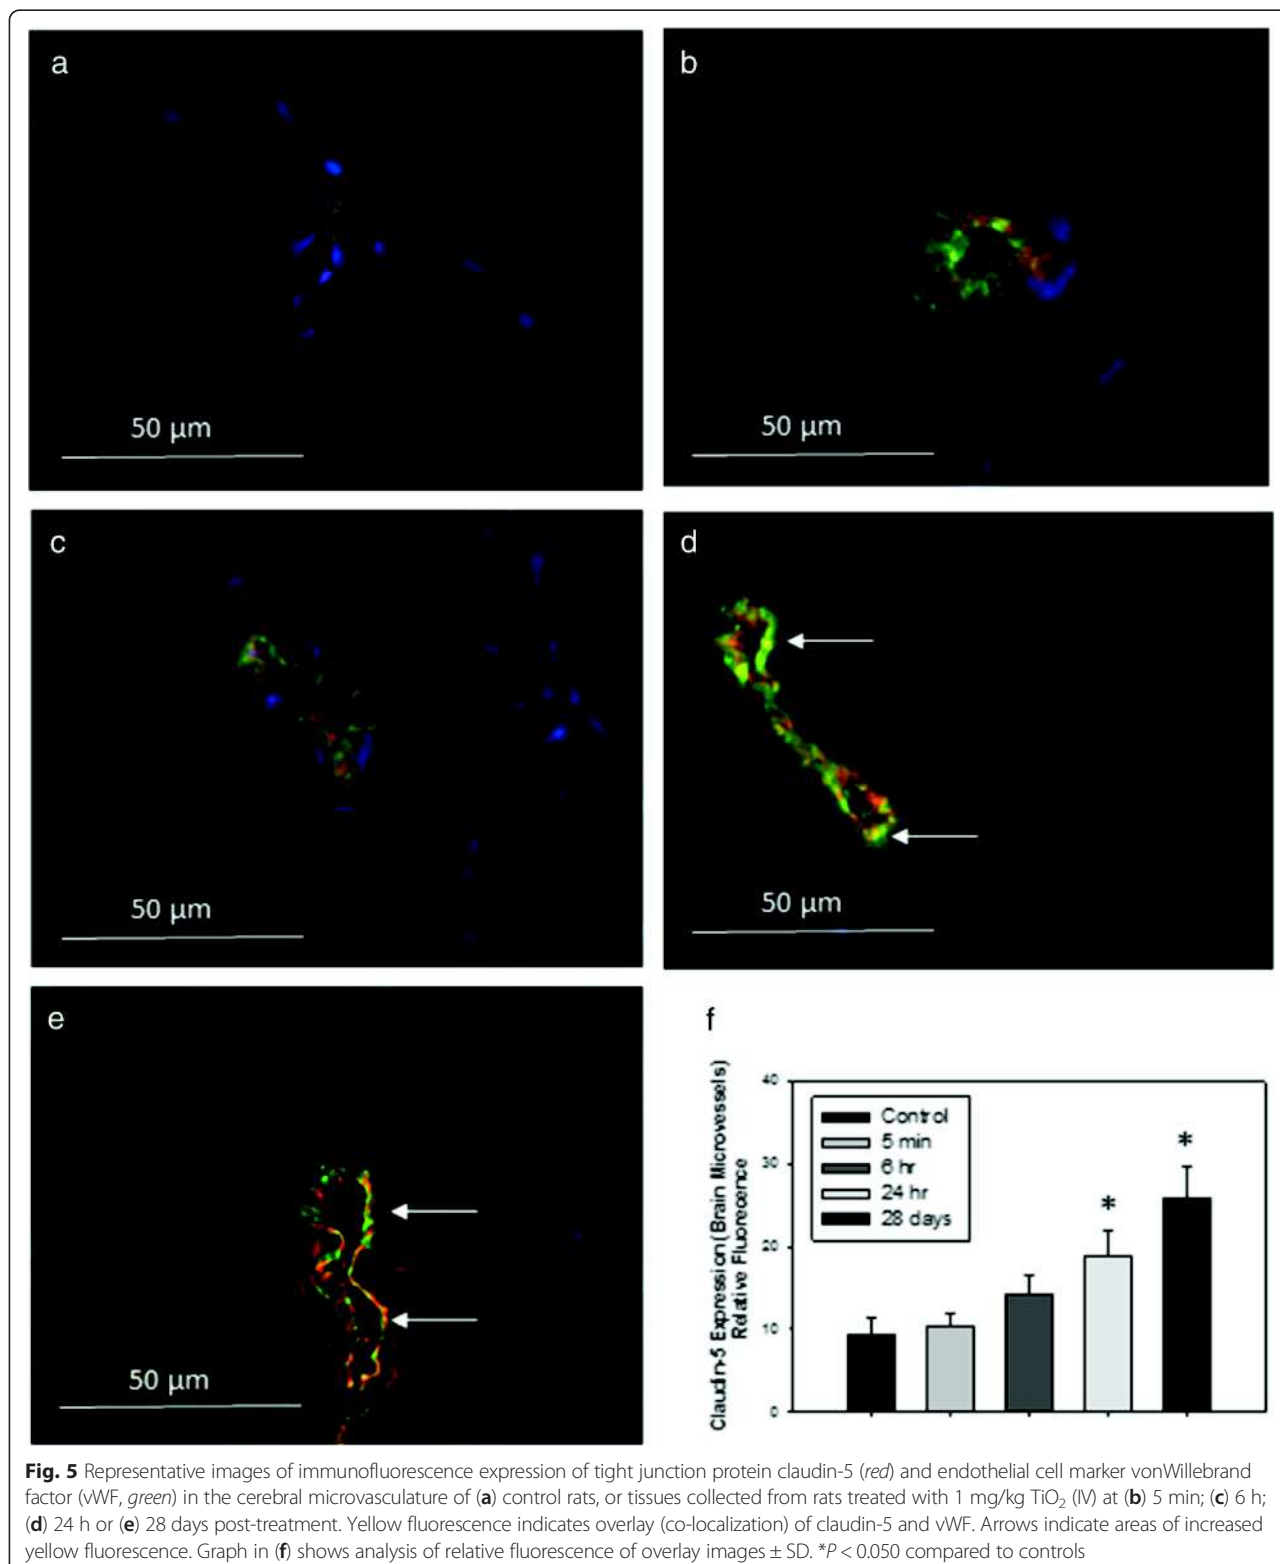 a
b
50 µm
50 µm
c
d
50 µm
50 µm
e
50 µm
f
Claudin-5 Expression (Brain Microvessels)
Relative Fluorescence
40
30
20
10
0
Control
5 min
6 hr
24 hr
28 days
*
*
Fig. 5 Representative images of immunofluorescence expression of tight junction protein claudin-5 (red) and endothelial cell marker vonWillebrand
factor (vWF, green) in the cerebral microvasculature of (a) control rats, or tissues collected from rats treated with 1 mg/kg TiO₂ (IV) at (b) 5 min; (c) 6 h;
(d) 24 h or (e) 28 days post-treatment. Yellow fluorescence indicates overlay (co-localization) of claudin-5 and vWF. Arrows indicate areas of increased
yellow fluorescence. Graph in (f) shows analysis of relative fluorescence of overlay images ± SD. *P < 0.050 compared to controls